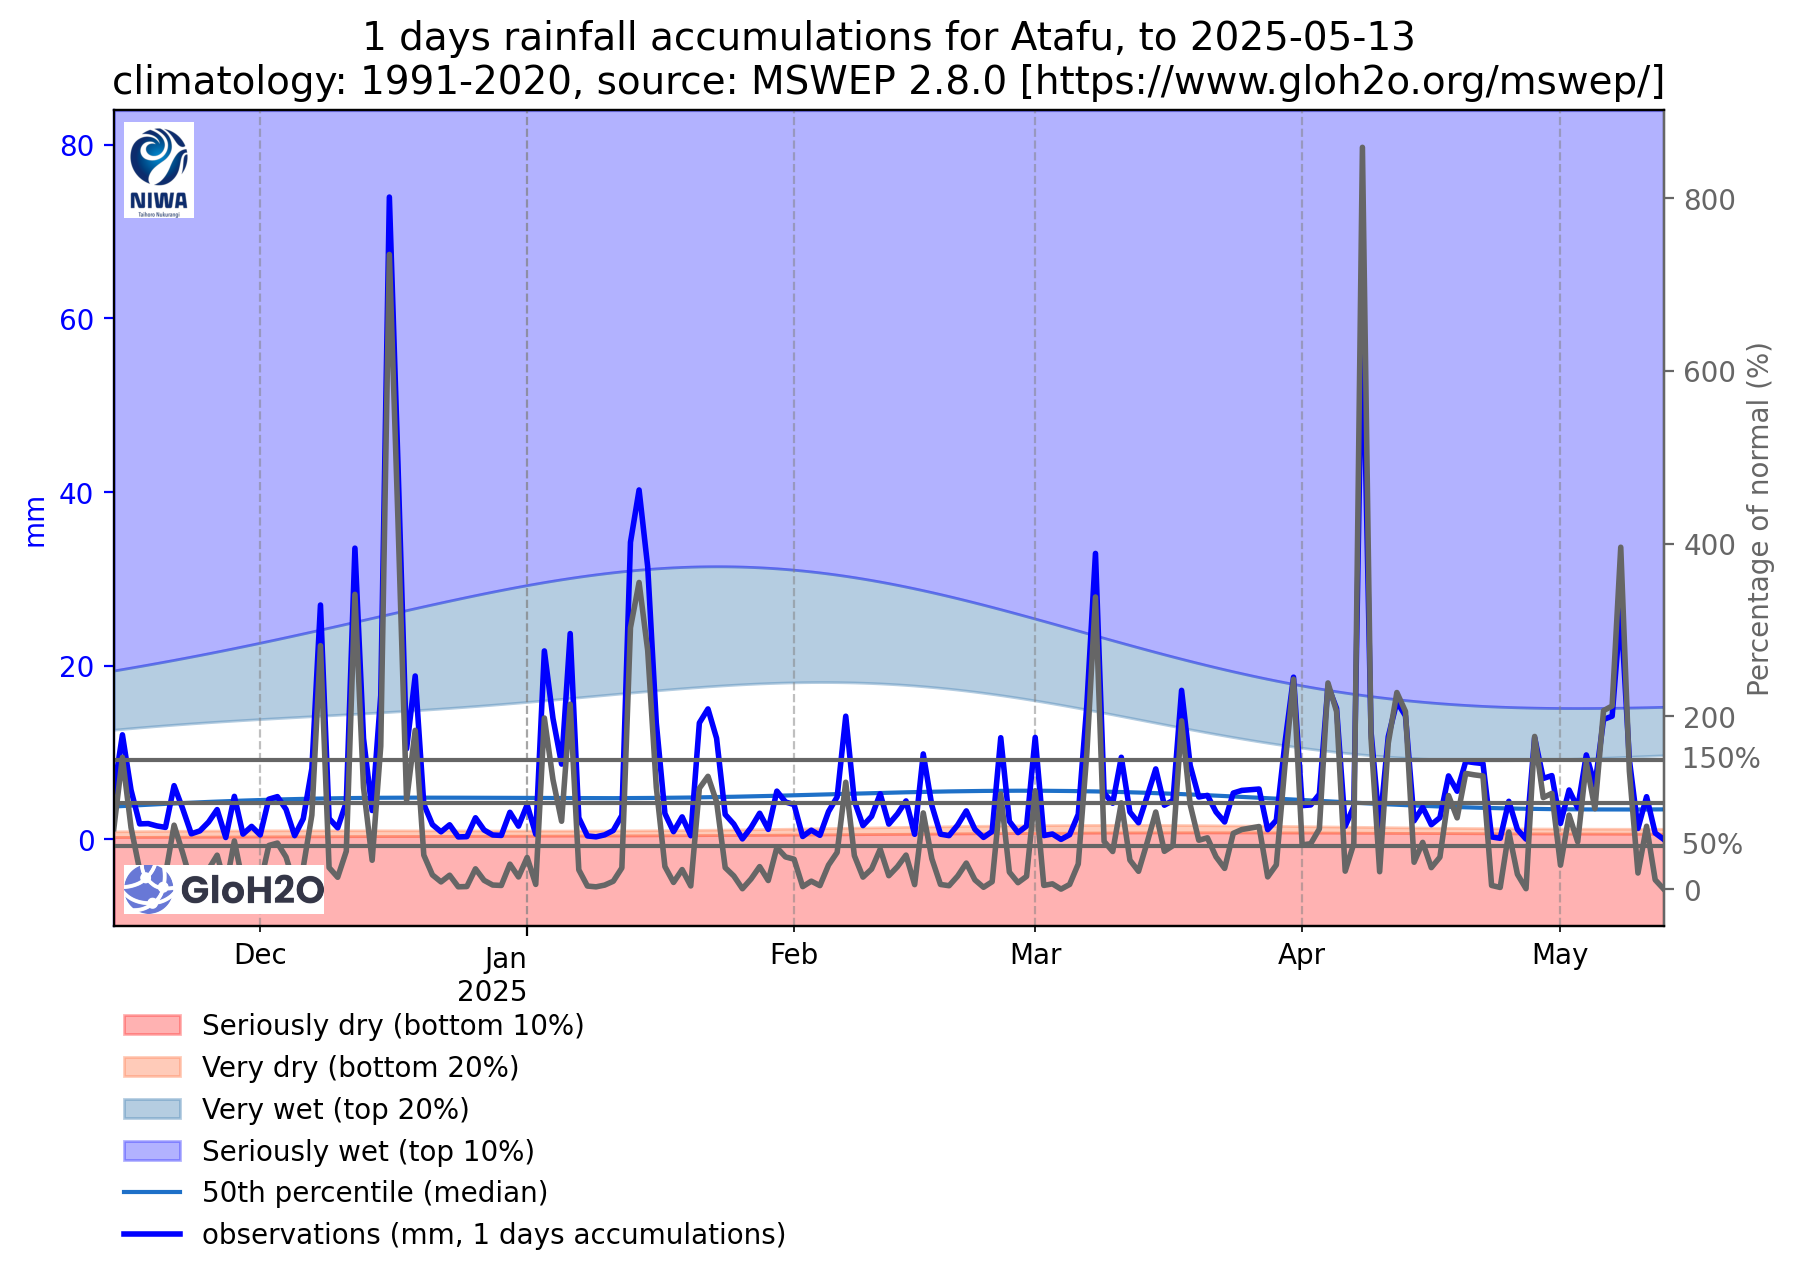 1 days rainfall accumulations for Atafu, to 2025-05-13
climatology: 1991-2020, source: MSWEP 2.8.0 [https://www.gloh2o.org/mswep/]
NIWA
Taihoro Nukurangi
80
60
40
20
0
mm
800
600
400
200
150%
50%
0
Percentage of normal (%)
GloH2O
Dec
Jan
2025
Feb
Mar
Apr
May
Seriously dry (bottom 10%)
Very dry (bottom 20%)
Very wet (top 20%)
Seriously wet (top 10%)
50th percentile (median)
observations (mm, 1 days accumulations)